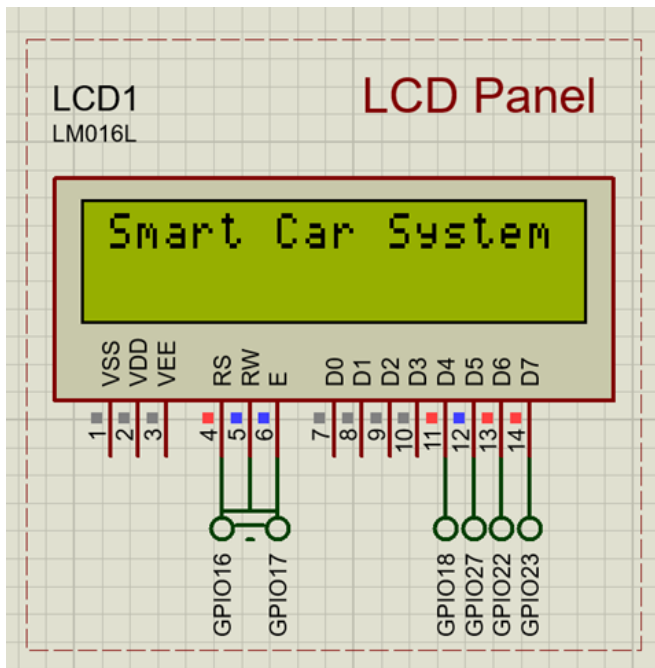 LCD1
LCD Panel
LM016L
Smart Car System
VSS
VDD
VEE
RS
RW
E
D0
D1
D2
D3
D4
D5
D6
D7
1
2
3
4
5
6
7
8
9
10
11
12
13
14
GPIO16
GPIO17
GPIO18
GPIO27
GPIO22
GPIO23